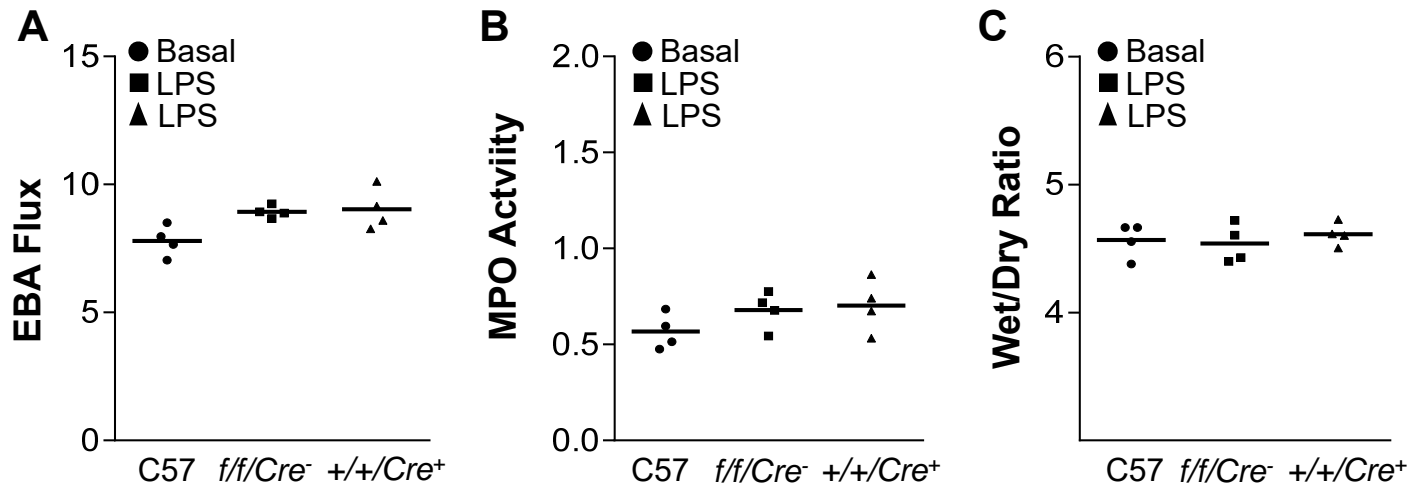 A
EBA Flux
15
10
5
0
Basal
LPS
LPS
C57 f/f/Cre- +/+/Cre+
B
MPO Actviity
2.0
1.5
1.0
0.5
0.0
Basal
LPS
LPS
C57 f/f/Cre- +/+/Cre+
C
Wet/Dry Ratio
6
5
4
Basal
LPS
LPS
C57 f/f/Cre- +/+/Cre+